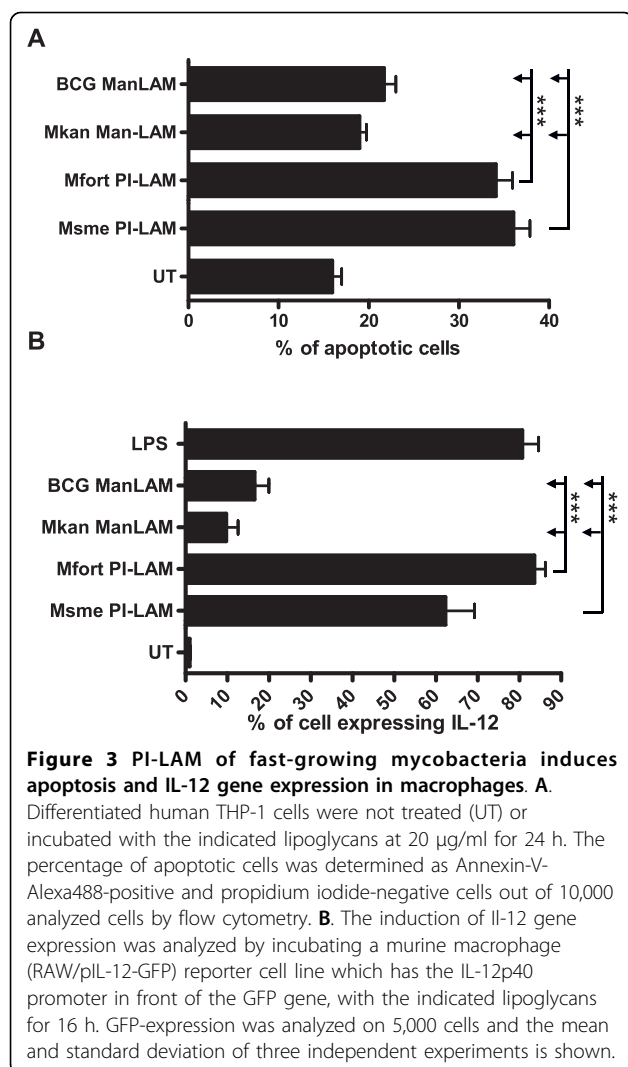 A
BCG ManLAM
Mkan Man-LAM
Mfort PI-LAM
Msme PI-LAM
UT
***
***
0 10 20 30 40
% of apoptotic cells
B
LPS
BCG ManLAM
Mkan ManLAM
Mfort PI-LAM
Msme PI-LAM
UT
***
***
0 10 20 30 40 50 60 70 80 90
% of cell expressing IL-12
Figure 3 PI-LAM of fast-growing mycobacteria induces
apoptosis and IL-12 gene expression in macrophages. A.
Differentiated human THP-1 cells were not treated (UT) or
incubated with the indicated lipoglycans at 20 μg/ml for 24 h. The
percentage of apoptotic cells was determined as Annexin-V-
Alexa488-positive and propidium iodide-negative cells out of 10,000
analyzed cells by flow cytometry. B. The induction of Il-12 gene
expression was analyzed by incubating a murine macrophage
(RAW/pIL-12-GFP) reporter cell line which has the IL-12p40
promoter in front of the GFP gene, with the indicated lipoglycans
for 16 h. GFP-expression was analyzed on 5,000 cells and the mean
and standard deviation of three independent experiments is shown.